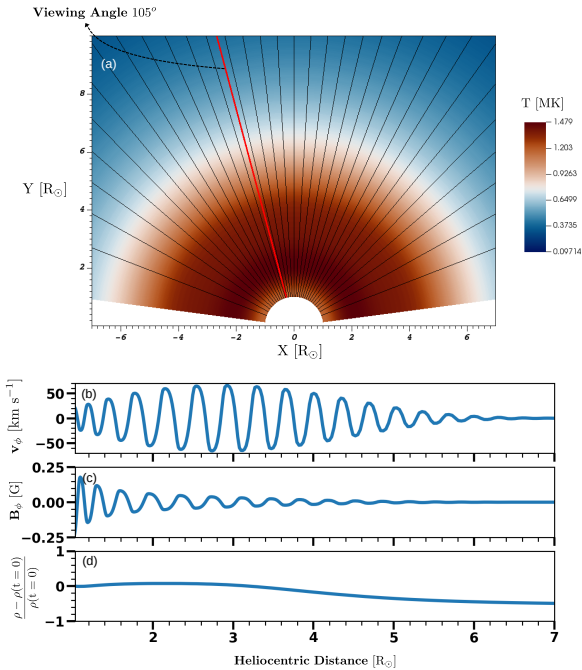 Viewing Angle 105°
(a)
T [MK]
1.479
1.203
0.9263
0.6499
0.3735
0.09714
Y [R☉]
8
6
4
2
−6 −4 −2 0 2 4 6
X [R☉]
(b)
v_ϕ [km s⁻¹]
50
0
−50
(c)
B_ϕ [G]
0.25
0.00
−0.25
(d)
ρ − ρ(t = 0)
ρ(t = 0)
1
0
−1
2 3 4 5 6 7
Heliocentric Distance [R☉]